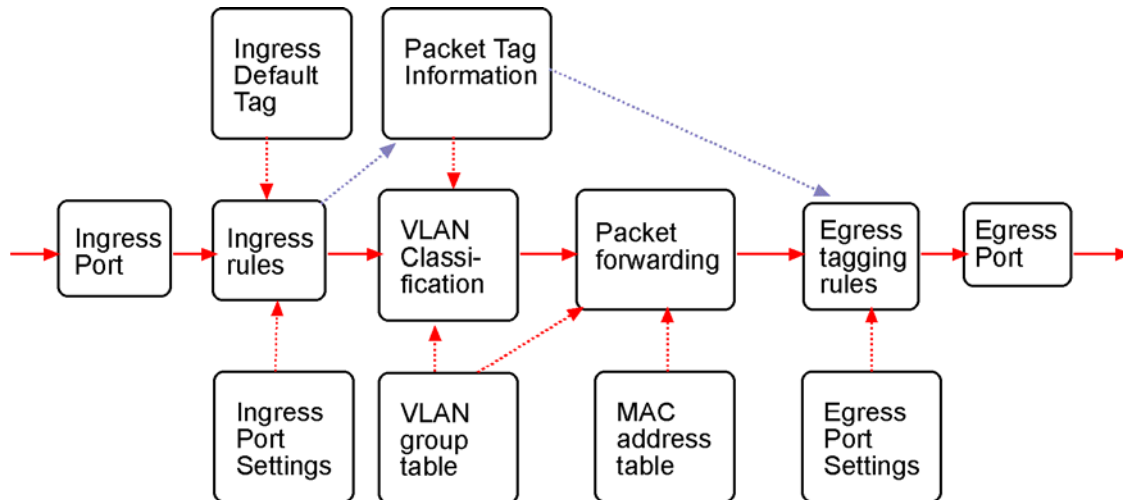 Ingress
Default
Tag
Packet Tag
Information
Ingress
Port
Ingress
rules
VLAN
Classi-
fication
Packet
forwarding
Egress
tagging
rules
Egress
Port
Ingress
Port
Settings
VLAN
group
table
MAC
address
table
Egress
Port
Settings